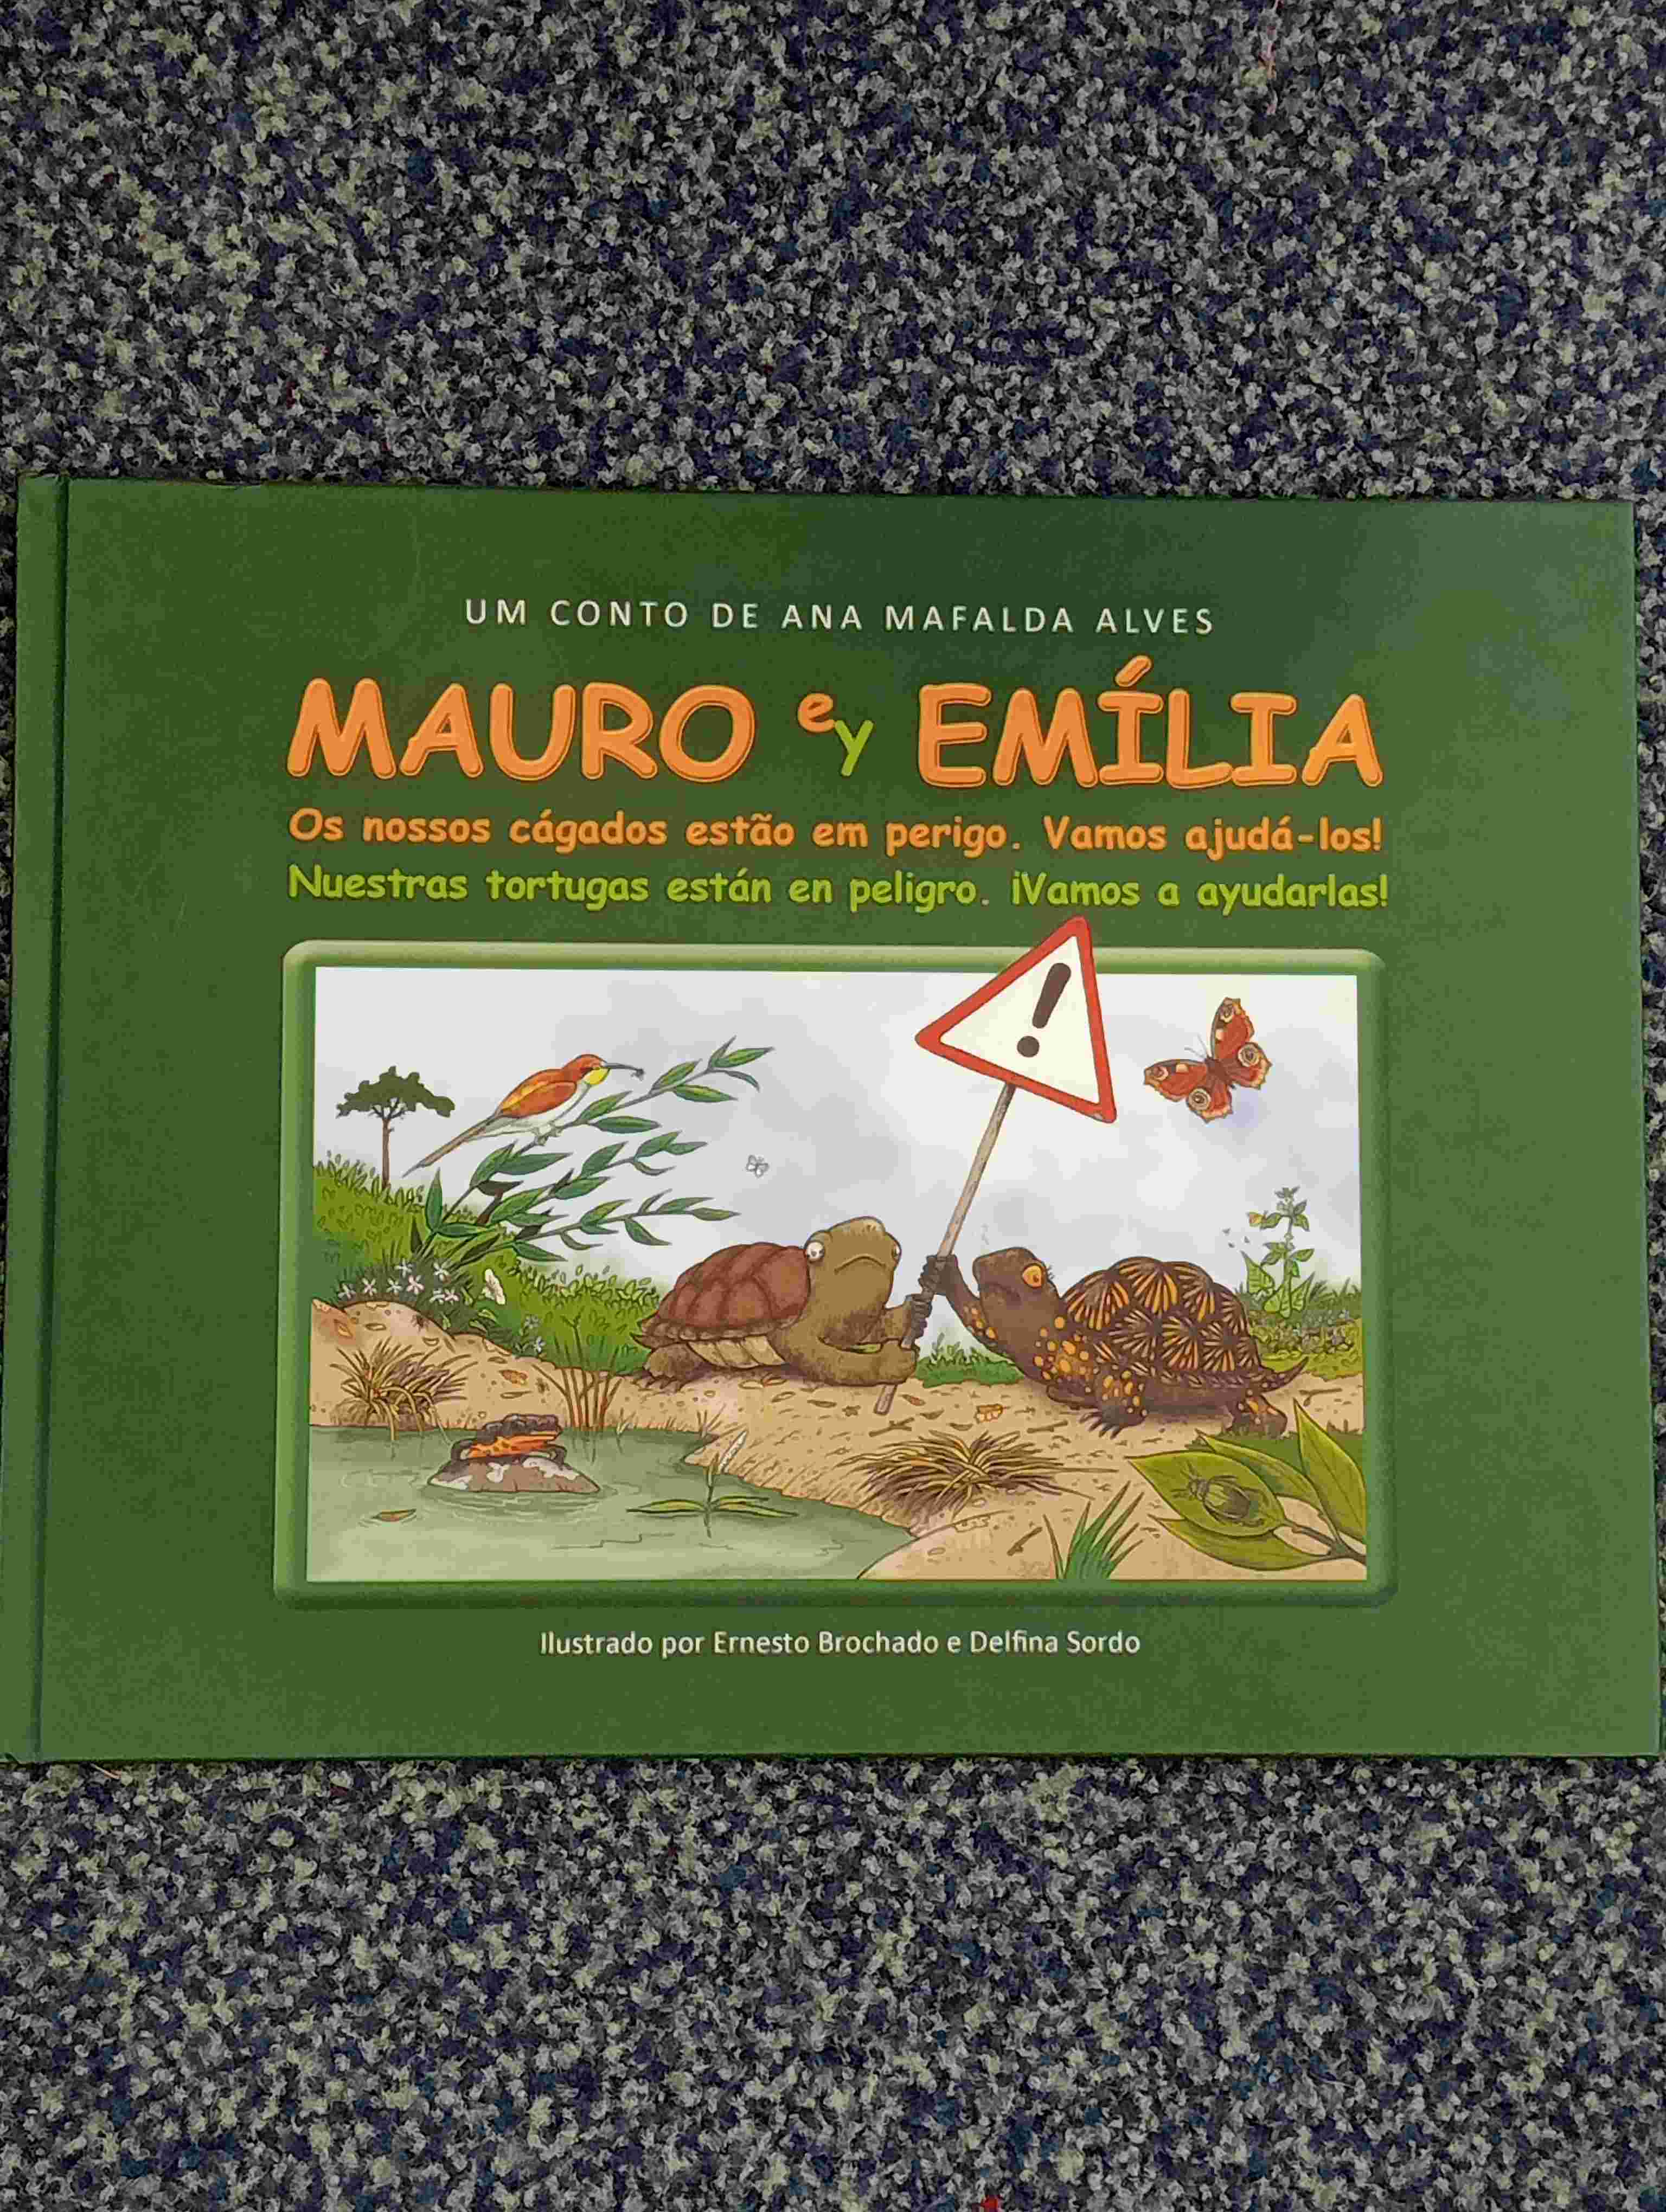 UM CONTO DE ANA MAFALDA ALVES
MAURO e y EMÍLIA
Os nossos cágados estão em perigo. Vamos ajudá-los!
Nuestras tortugas están en peligro. ¡Vamos a ayudarlas!
!
Ilustrado por Ernesto Brochado e Delfina Sordo